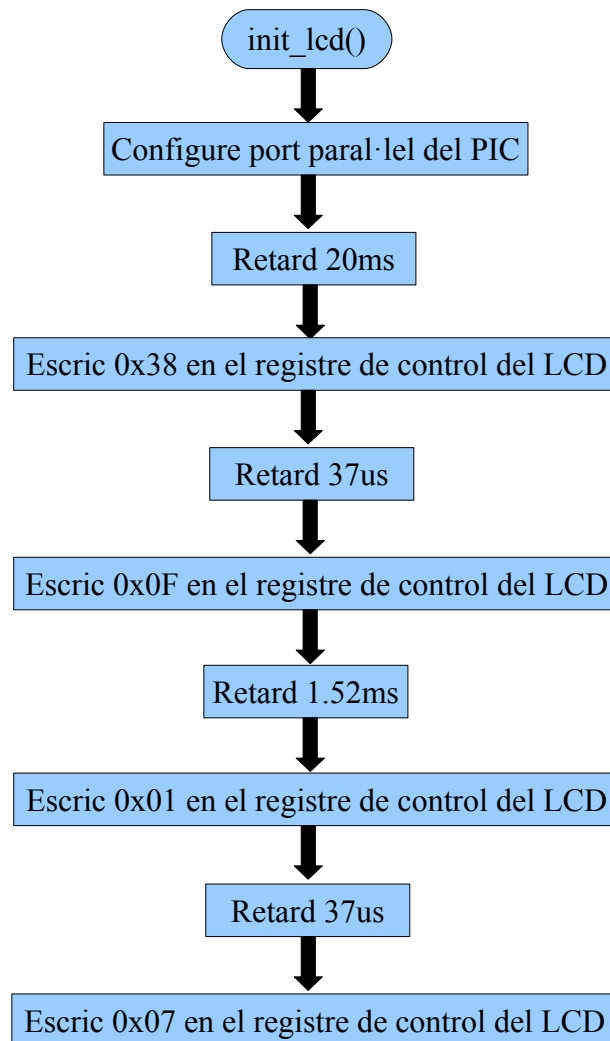 init_lcd()
Configure port paral·lel del PIC
Retard 20ms
Escric 0x38 en el registre de control del LCD
Retard 37us
Escric 0x0F en el registre de control del LCD
Retard 1.52ms
Escric 0x01 en el registre de control del LCD
Retard 37us
Escric 0x07 en el registre de control del LCD